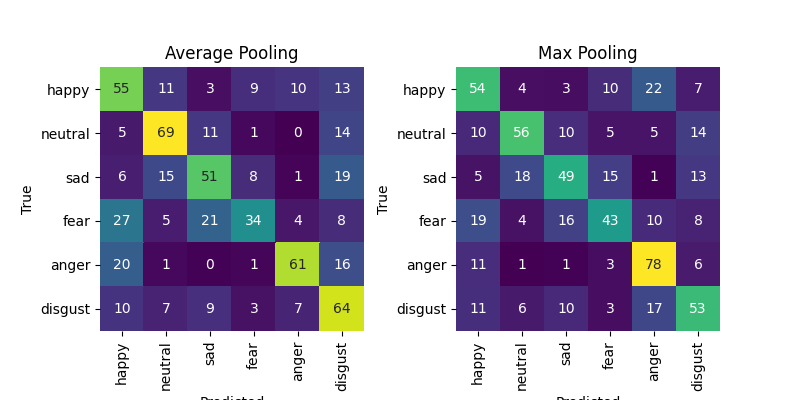 Average Pooling
True
happy 55 11 3 9 10 13
neutral 5 69 11 1 0 14
sad 6 15 51 8 1 19
fear 27 5 21 34 4 8
anger 20 1 0 1 61 16
disgust 10 7 9 3 7 64
happy neutral sad fear anger disgust
Predicted
Max Pooling
True
happy 54 4 3 10 22 7
neutral 10 56 10 5 5 14
sad 5 18 49 15 1 13
fear 19 4 16 43 10 8
anger 11 1 1 3 78 6
disgust 11 6 10 3 17 53
happy neutral sad fear anger disgust
Predicted